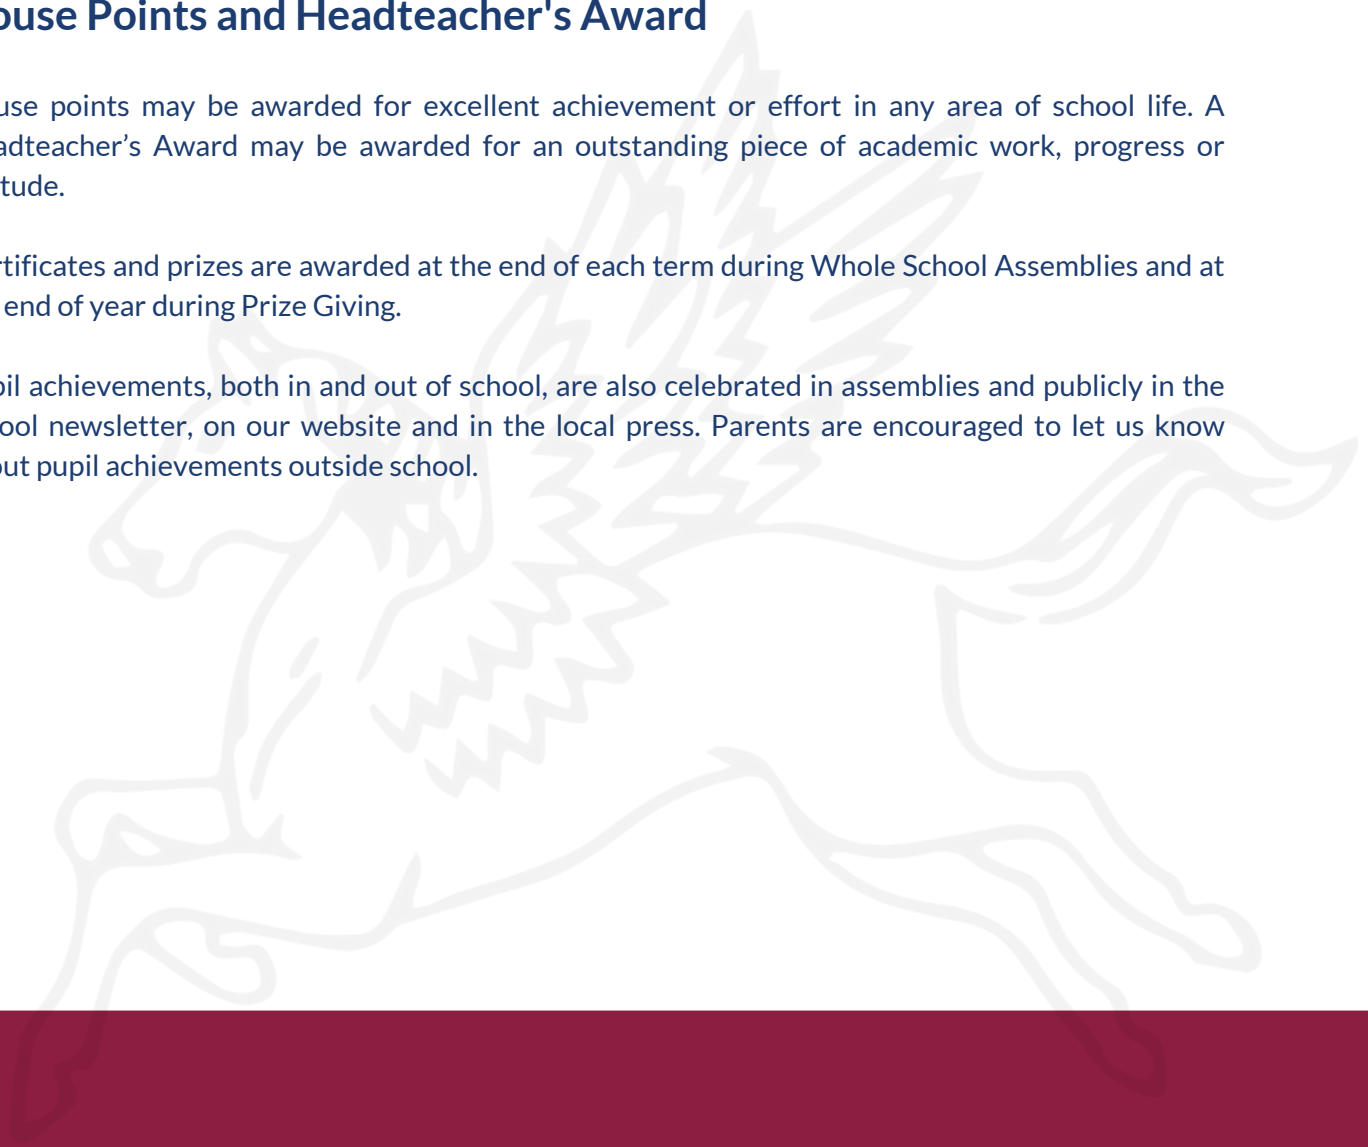 ouse Points and Headteacher's Award
use points may be awarded for excellent achievement or effort in any area of school life. A
adteacher’s Award may be awarded for an outstanding piece of academic work, progress or
tude.
rtificates and prizes are awarded at the end of each term during Whole School Assemblies and at
end of year during Prize Giving.
pil achievements, both in and out of school, are also celebrated in assemblies and publicly in the
ool newsletter, on our website and in the local press. Parents are encouraged to let us know
out pupil achievements outside school.